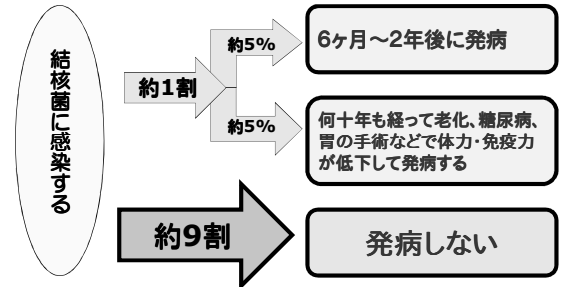 結核菌に感染する
約1割
約5%
6ヶ月～2年後に発病
約5%
何十年も経って老化、糖尿病、
胃の手術などで体力・免疫力
が低下して発病する
約9割
発病しない